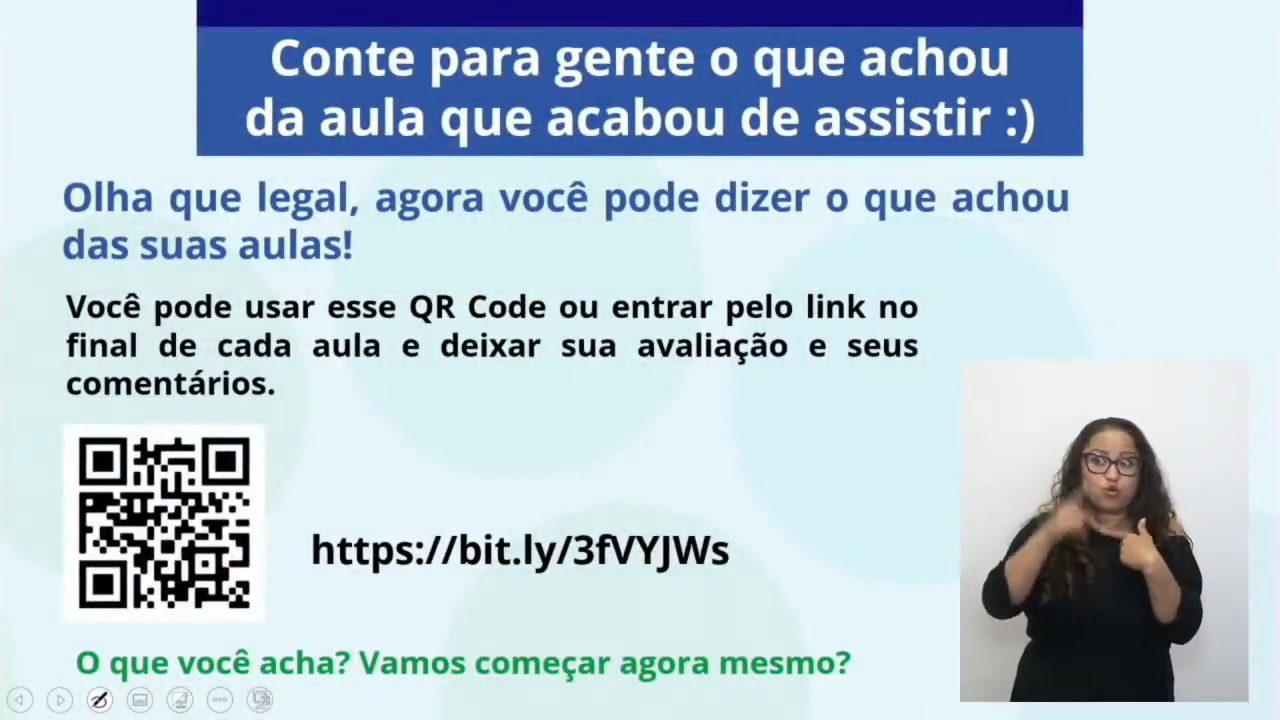 Conte para gente o que achou
da aula que acabou de assistir :)
Olha que legal, agora você pode dizer o que achou
das suas aulas!
Você pode usar esse QR Code ou entrar pelo link no
final de cada aula e deixar sua avaliação e seus
comentários.
https://bit.ly/3fVYJWs
O que você acha? Vamos começar agora mesmo?